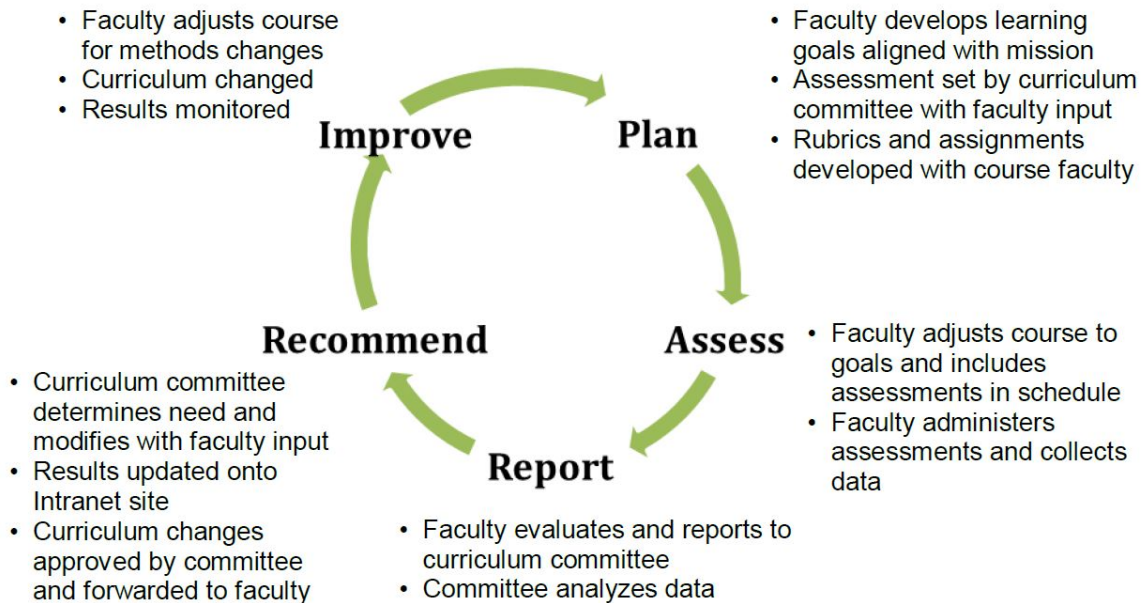 • Faculty adjusts course
for methods changes
• Curriculum changed
• Results monitored
Improve
Plan
• Faculty develops learning
goals aligned with mission
• Assessment set by curriculum
committee with faculty input
• Rubrics and assignments
developed with course faculty
Assess
• Faculty adjusts course to
goals and includes
assessments in schedule
• Faculty administers
assessments and collects
data
Report
• Faculty evaluates and reports to
curriculum committee
• Committee analyzes data
Recommend
• Curriculum committee
determines need and
modifies with faculty input
• Results updated onto
Intranet site
• Curriculum changes
approved by committee
and forwarded to faculty